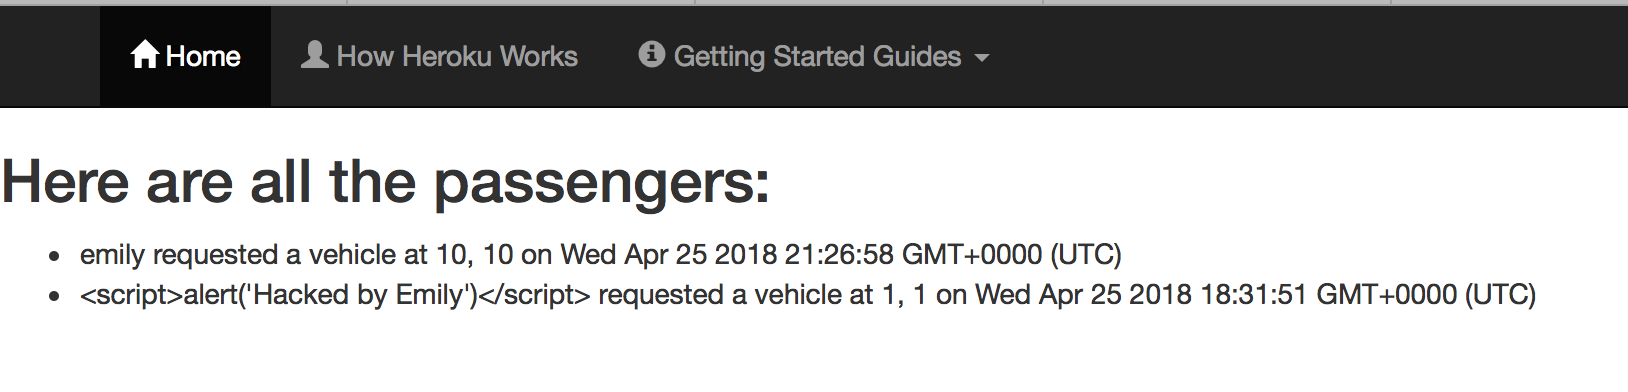 Home How Heroku Works Getting Started Guides
Here are all the passengers:
emily requested a vehicle at 10, 10 on Wed Apr 25 2018 21:26:58 GMT+0000 (UTC)
<script>alert('Hacked by Emily')</script> requested a vehicle at 1, 1 on Wed Apr 25 2018 18:31:51 GMT+0000 (UTC)